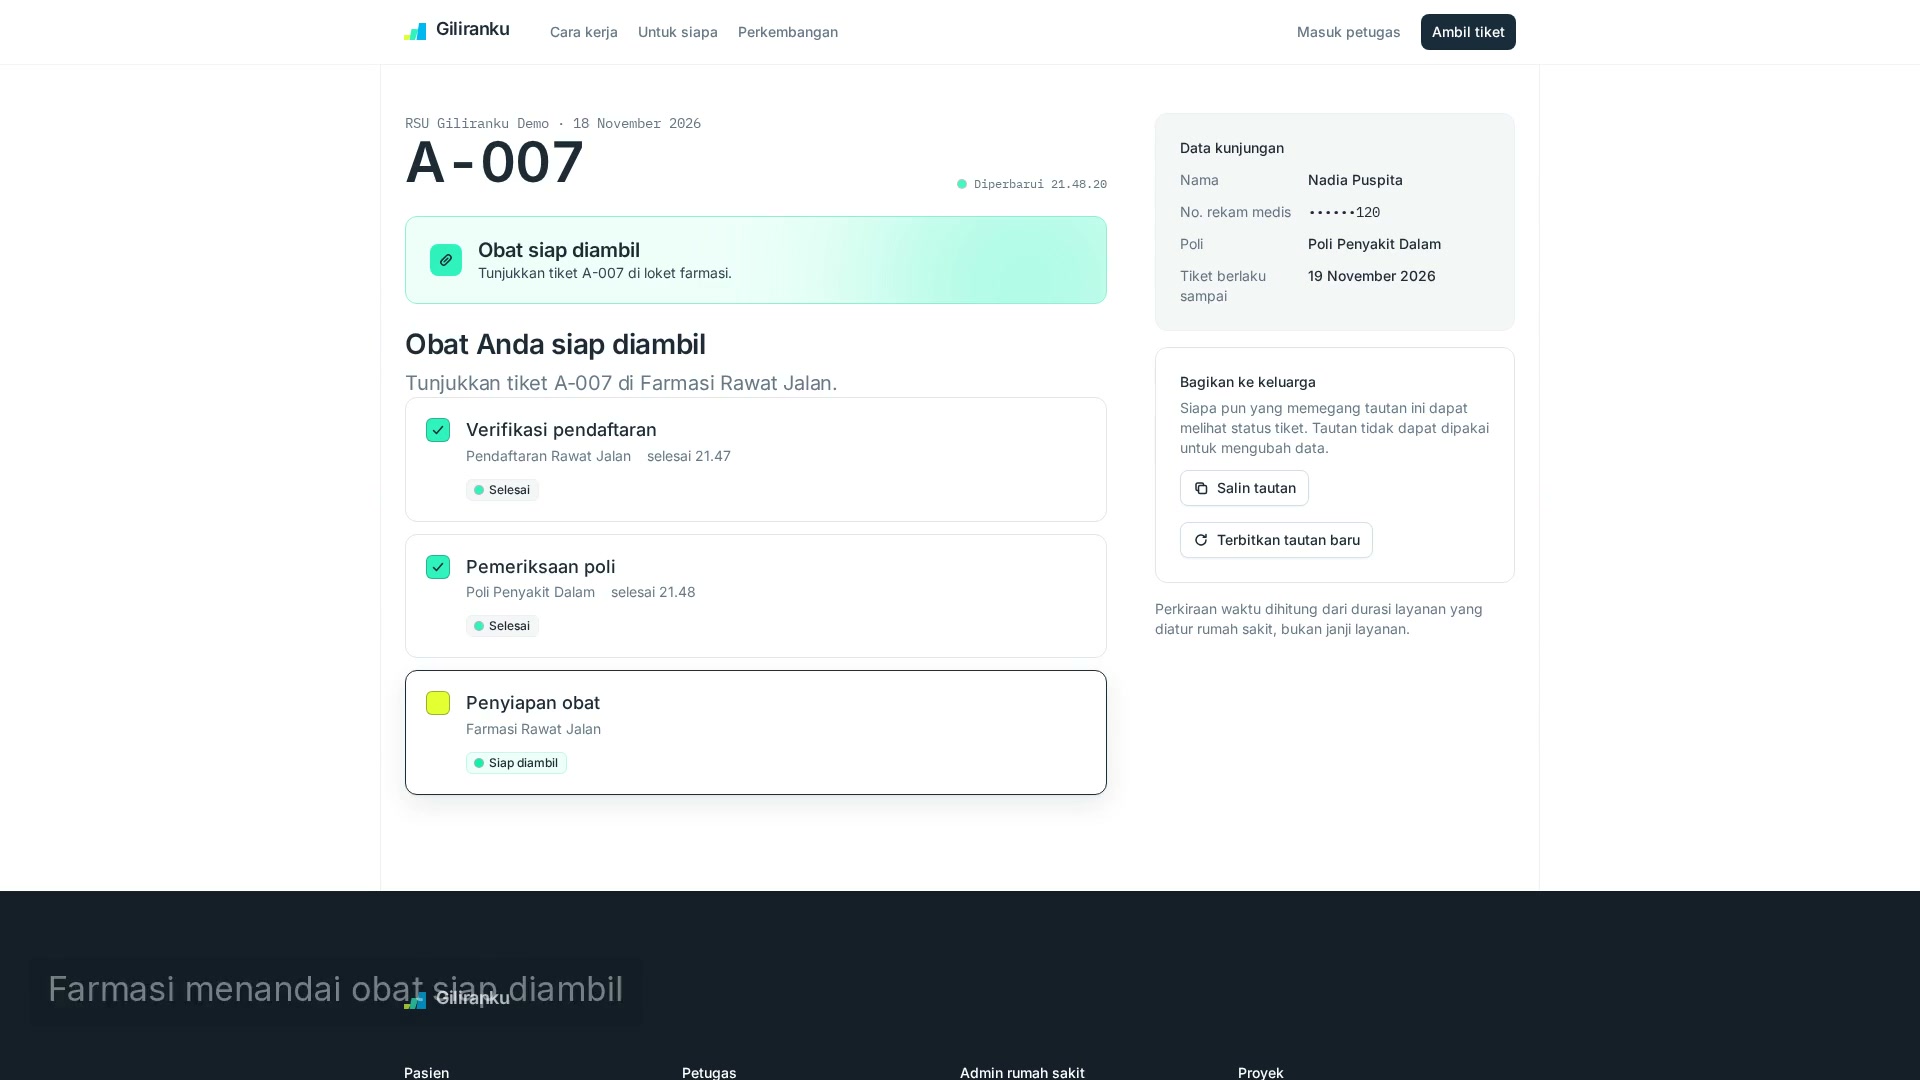 Giliranku
Cara kerja
Untuk siapa
Perkembangan
Masuk petugas
Ambil tiket
RSU Giliranku Demo · 18 November 2026
A-007
Diperbarui 21.48.20
Obat siap diambil
Tunjukkan tiket A-007 di loket farmasi.
Obat Anda siap diambil
Tunjukkan tiket A-007 di Farmasi Rawat Jalan.
Verifikasi pendaftaran
Pendaftaran Rawat Jalan selesai 21.47
Selesai
Pemeriksaan poli
Poli Penyakit Dalam selesai 21.48
Selesai
Penyiapan obat
Farmasi Rawat Jalan
Siap diambil
Data kunjungan
Nama Nadia Puspita
No. rekam medis ••••••120
Poli Poli Penyakit Dalam
Tiket berlaku sampai 19 November 2026
Bagikan ke keluarga
Siapa pun yang memegang tautan ini dapat
melihat status tiket. Tautan tidak dapat dipakai
untuk mengubah data.
Salin tautan
Terbitkan tautan baru
Perkiraan waktu dihitung dari durasi layanan yang
diatur rumah sakit, bukan janji layanan.
Farmasi menandai obat siap diambil
Giliranku
Pasien
Petugas
Admin rumah sakit
Proyek